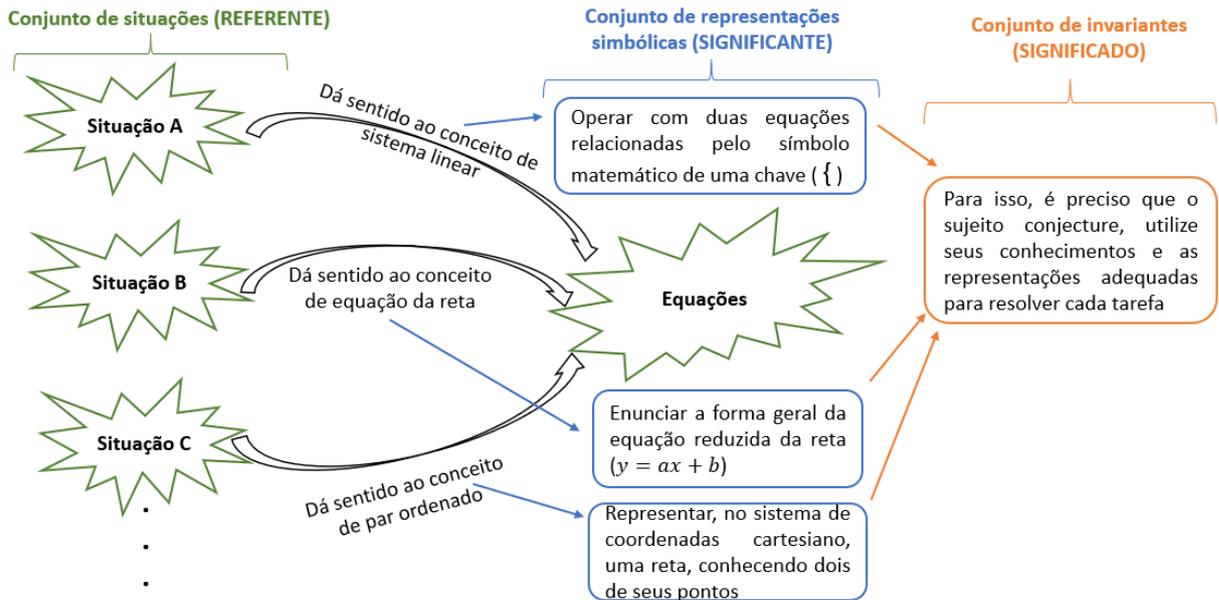 Conjunto de situações (REFERENTE)
Conjunto de representações
simbólicas (SIGNIFICANTE)
Conjunto de invariantes
(SIGNIFICADO)
Situação A
Dá sentido ao conceito de
sistema linear
Operar com duas equações
relacionadas pelo símbolo
matemático de uma chave ( { )
Para isso, é preciso que o
sujeito conjecture, utilize
seus conhecimentos e as
representações adequadas
para resolver cada tarefa
Situação B
Dá sentido ao conceito
de equação da reta
Equações
Situação C
Dá sentido ao conceito
de par ordenado
Enunciar a forma geral da
equação reduzida da reta
(y = ax + b)
Representar, no sistema de
coordenadas cartesiano,
uma reta, conhecendo dois
de seus pontos